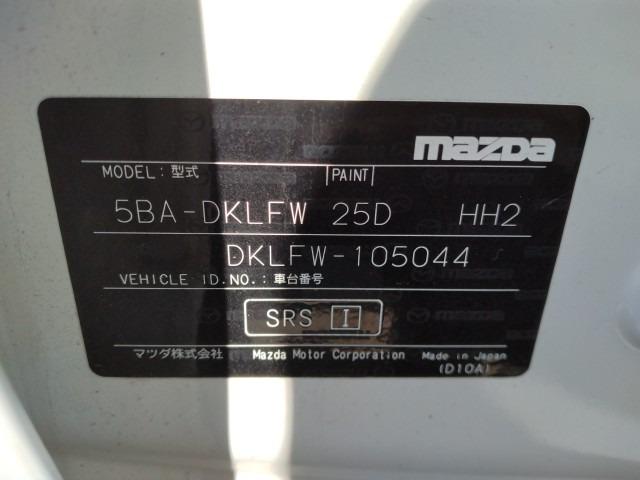 mazda
MODEL:型式 |PAINT|
5BA-DKLFW 25D HH2
DKLFW-105044
VEHICLE ID.NO.:車台番号
SRS I
マツダ株式会社 Mazda Motor Corporation Made in Japan
(D10A)